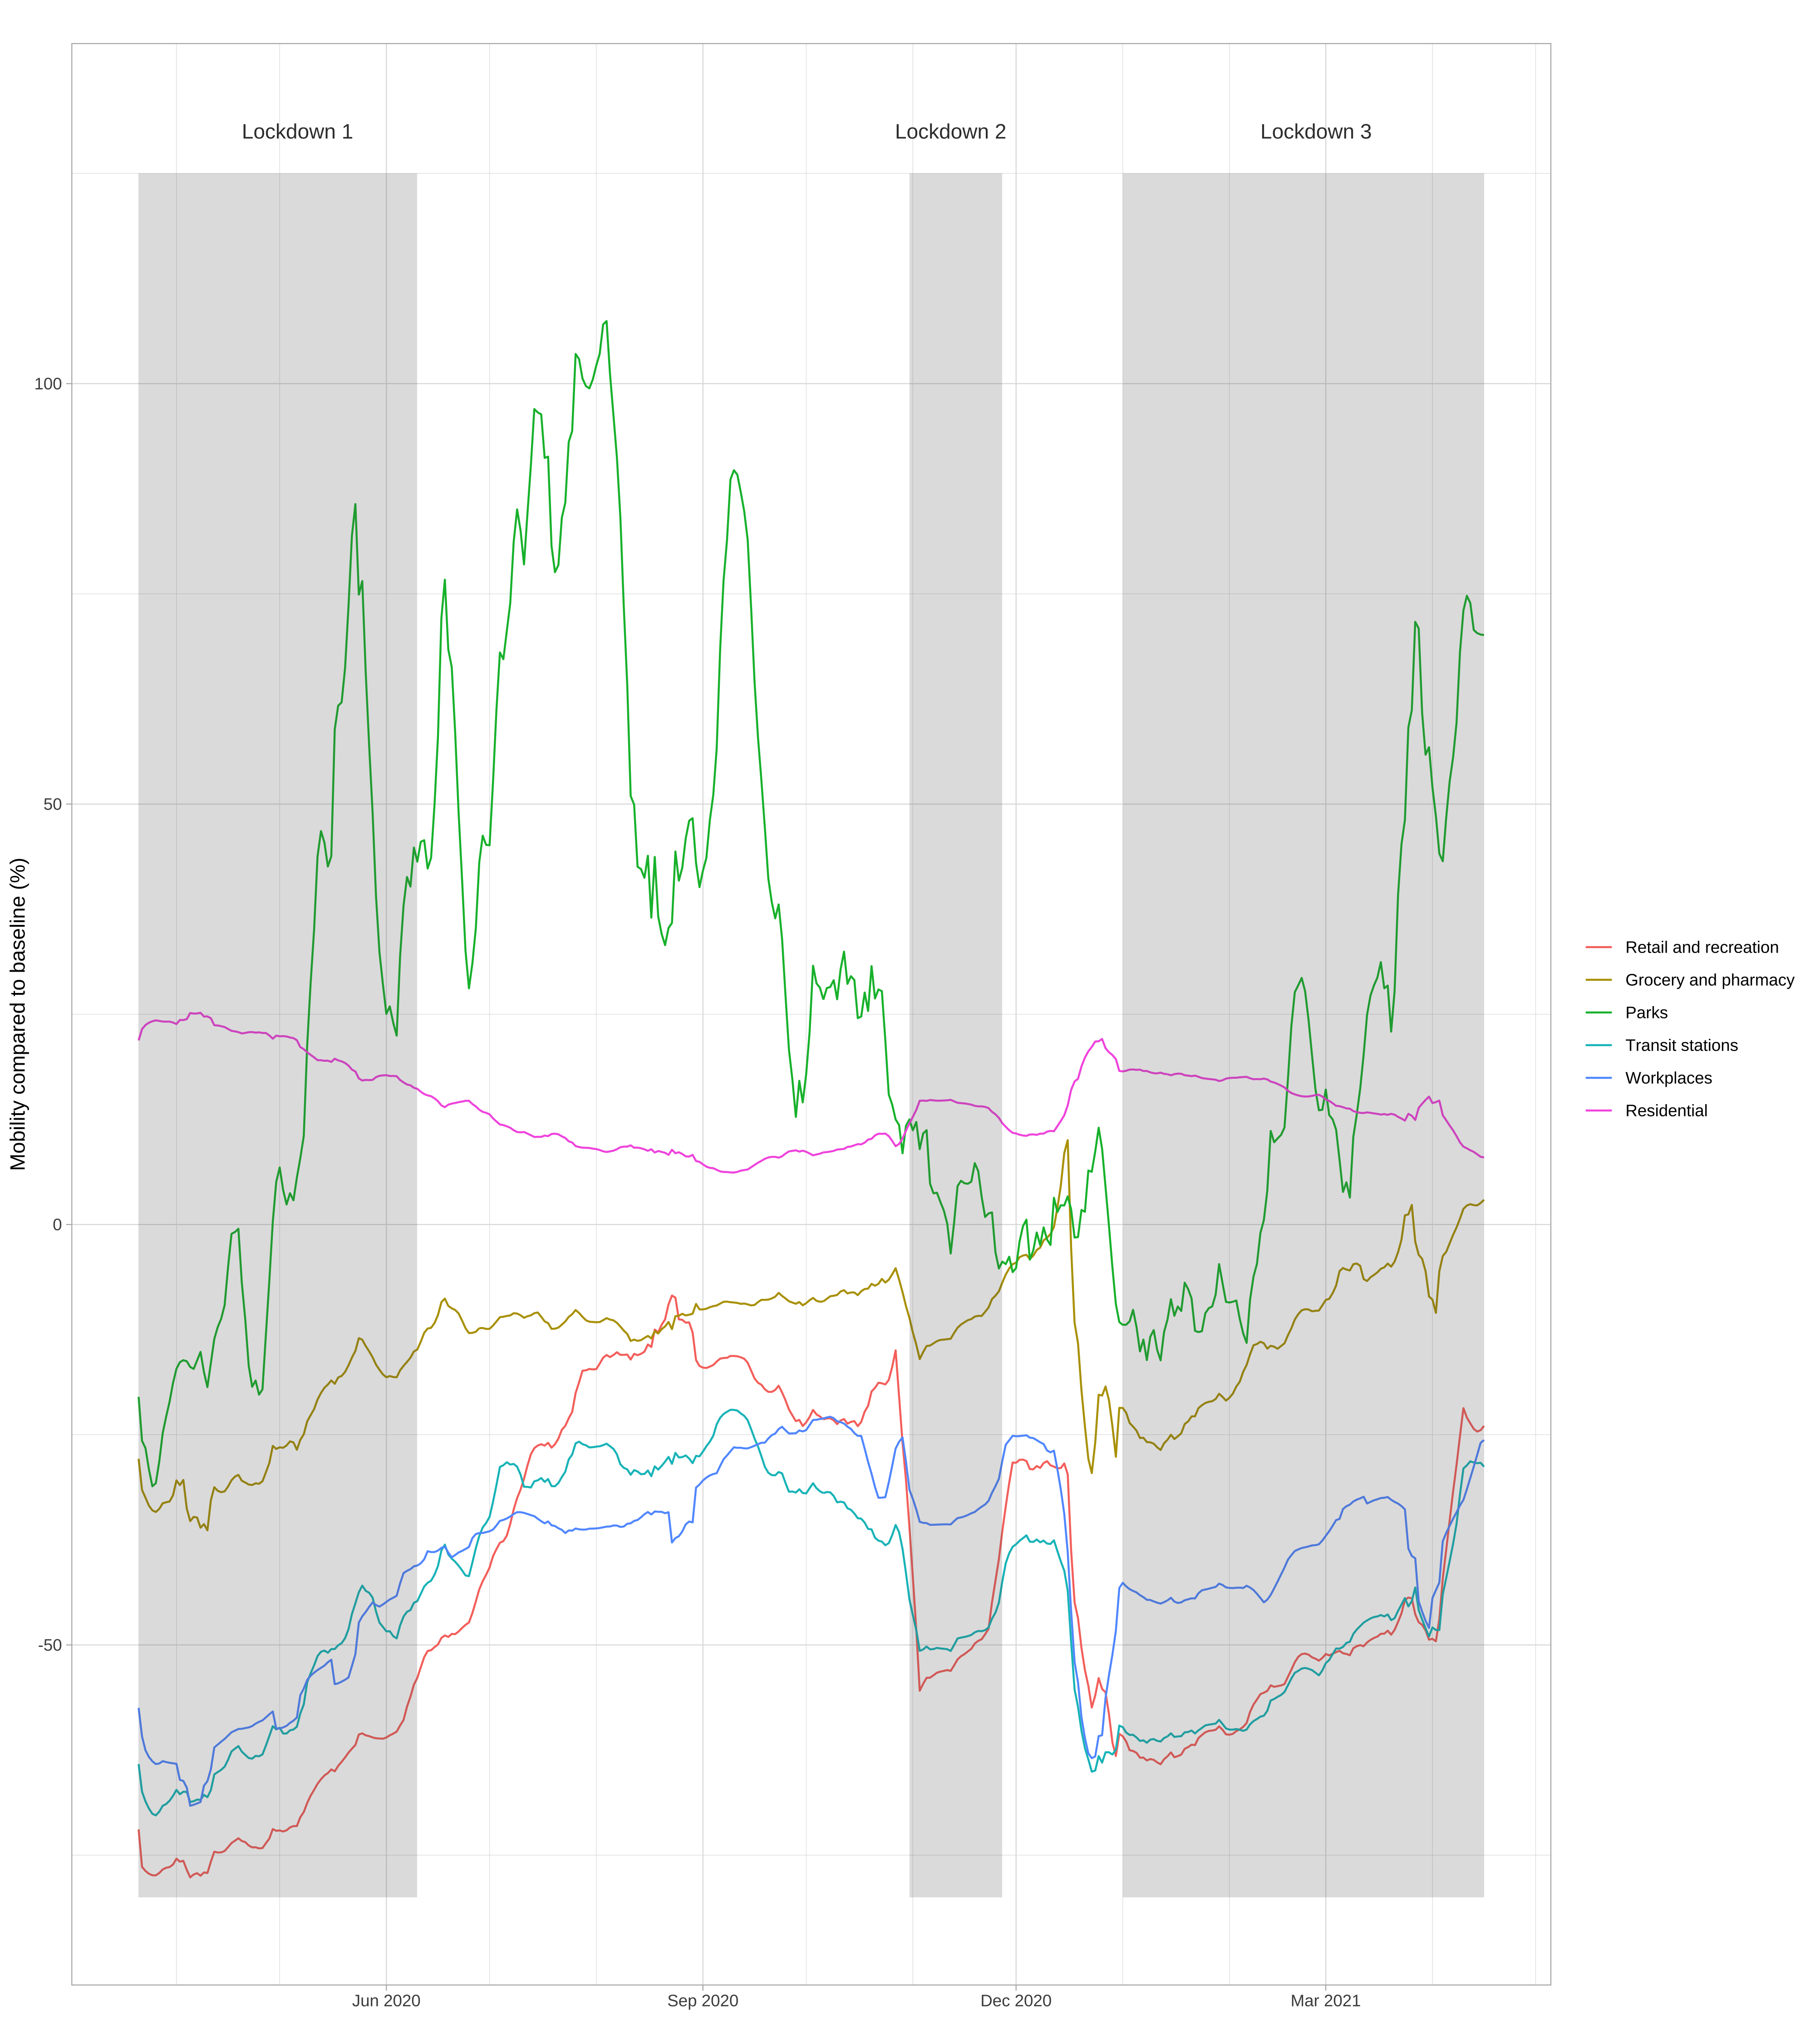 Lockdown 1
Lockdown 2
Lockdown 3
Mobility compared to baseline (%)
100
50
0
-50
Jun 2020
Sep 2020
Dec 2020
Mar 2021
Retail and recreation
Grocery and pharmacy
Parks
Transit stations
Workplaces
Residential